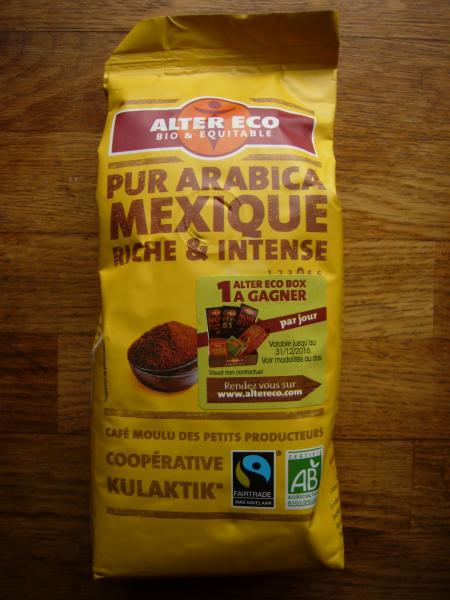 ALTER ECO
BIO & EQUITABLE
PUR ARABICA
MEXIQUE
RICHE & INTENSE
1 ALTER ECO BOX
A GAGNER
par jour
Valable jusqu'au
31/12/2016
Voir modalités au dos
Visuel non contractuel
Rendez vous sur
www.altereco.com
CAFÉ MOULU DES PETITS PRODUCTEURS
COOPÉRATIVE
KULAKTIK*
FAIRTRADE
MAX HAVELAAR
CERTIFIÉ
AB
AGRICULTURE
BIOLOGIQUE